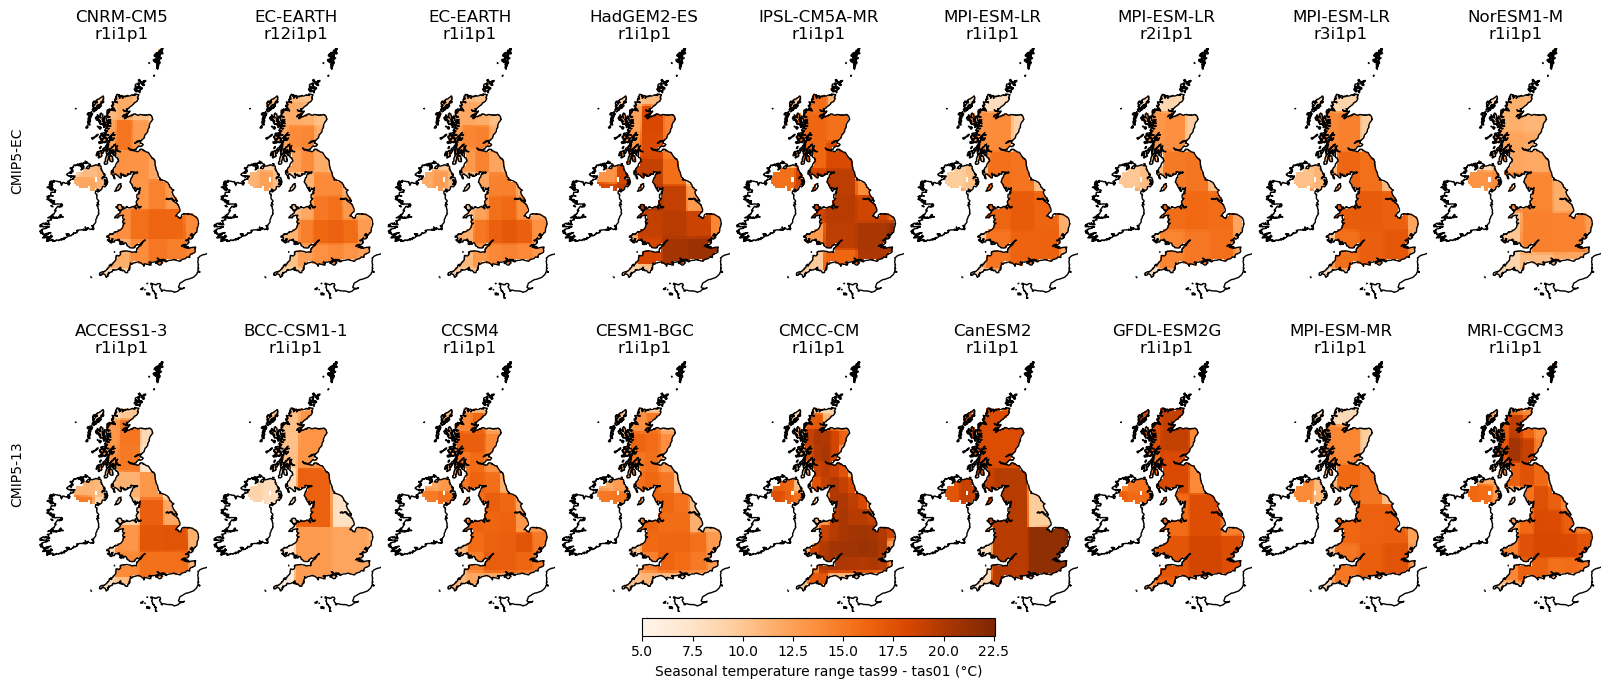 CNRM-CM5
r1i1p1
EC-EARTH
r12i1p1
EC-EARTH
r1i1p1
HadGEM2-ES
r1i1p1
IPSL-CM5A-MR
r1i1p1
MPI-ESM-LR
r1i1p1
MPI-ESM-LR
r2i1p1
MPI-ESM-LR
r3i1p1
NorESM1-M
r1i1p1
CMIP5-EC
ACCESS1-3
r1i1p1
BCC-CSM1-1
r1i1p1
CCSM4
r1i1p1
CESM1-BGC
r1i1p1
CMCC-CM
r1i1p1
CanESM2
r1i1p1
GFDL-ESM2G
r1i1p1
MPI-ESM-MR
r1i1p1
MRI-CGCM3
r1i1p1
CMIP5-13
5.0 7.5 10.0 12.5 15.0 17.5 20.0 22.5
Seasonal temperature range tas99 - tas01 (°C)